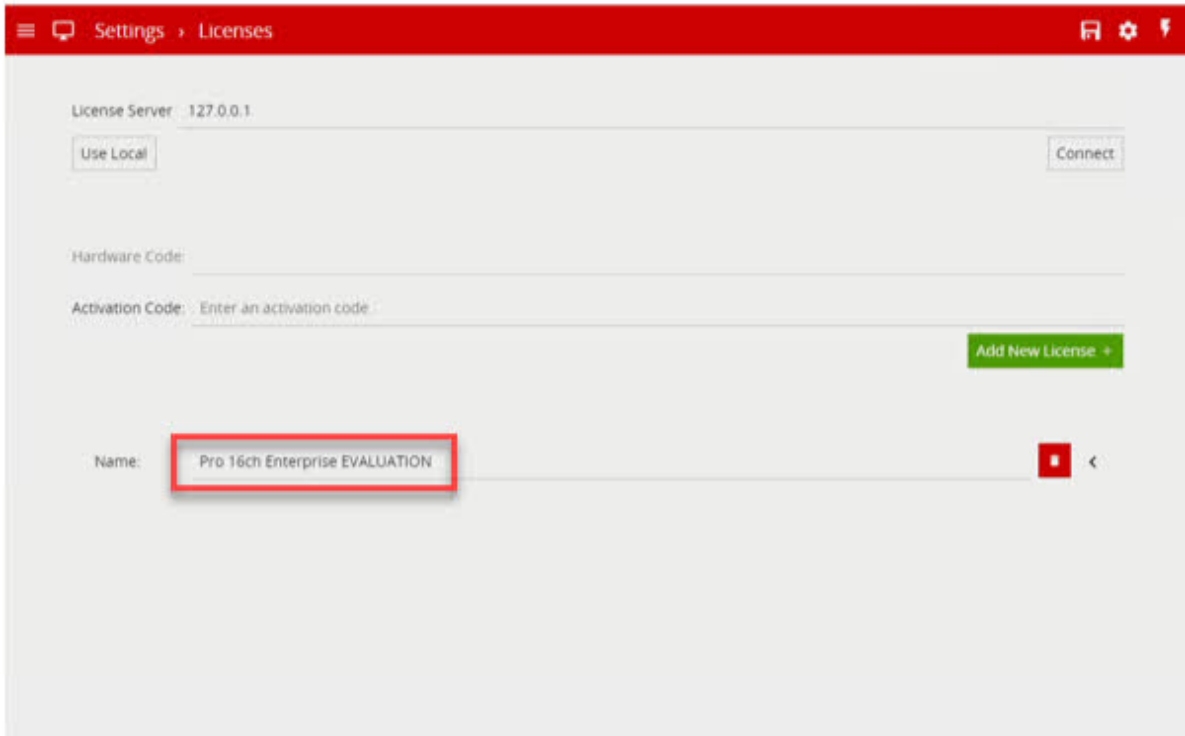 Settings › Licenses
License Server 127.0.0.1
Use Local Connect
Hardware Code:
Activation Code: Enter an activation code
Add New License +
Name: Pro 16ch Enterprise EVALUATION